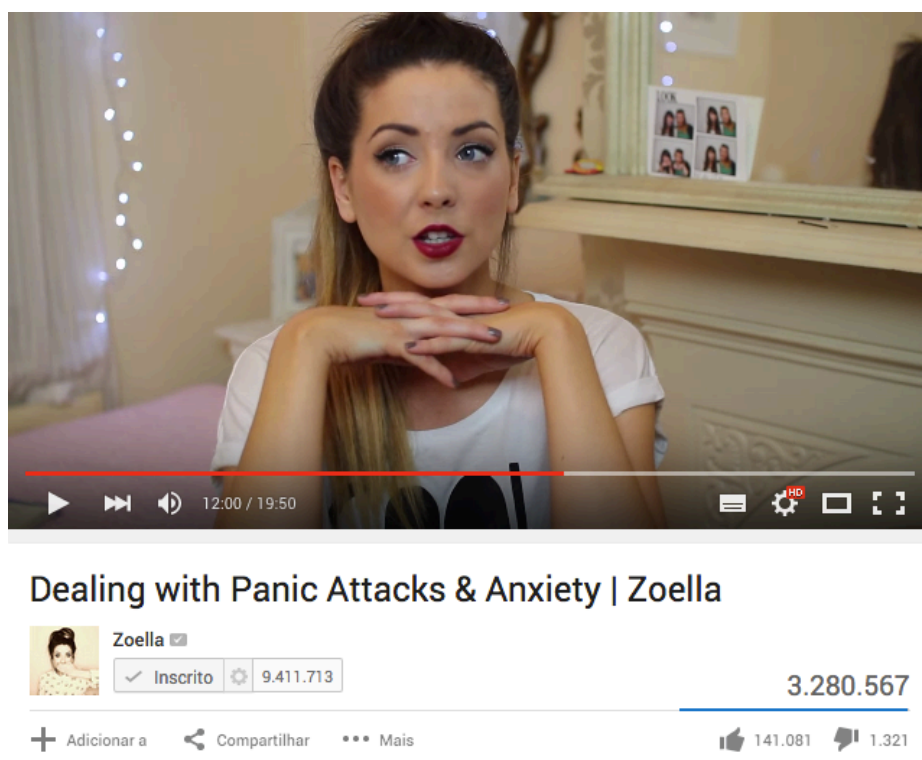 LOOK
12:00 / 19:50
HD
Dealing with Panic Attacks & Anxiety | Zoella
Zoella
Inscrito 9.411.713
3.280.567
Adicionar a Compartilhar Mais 141.081 1.321